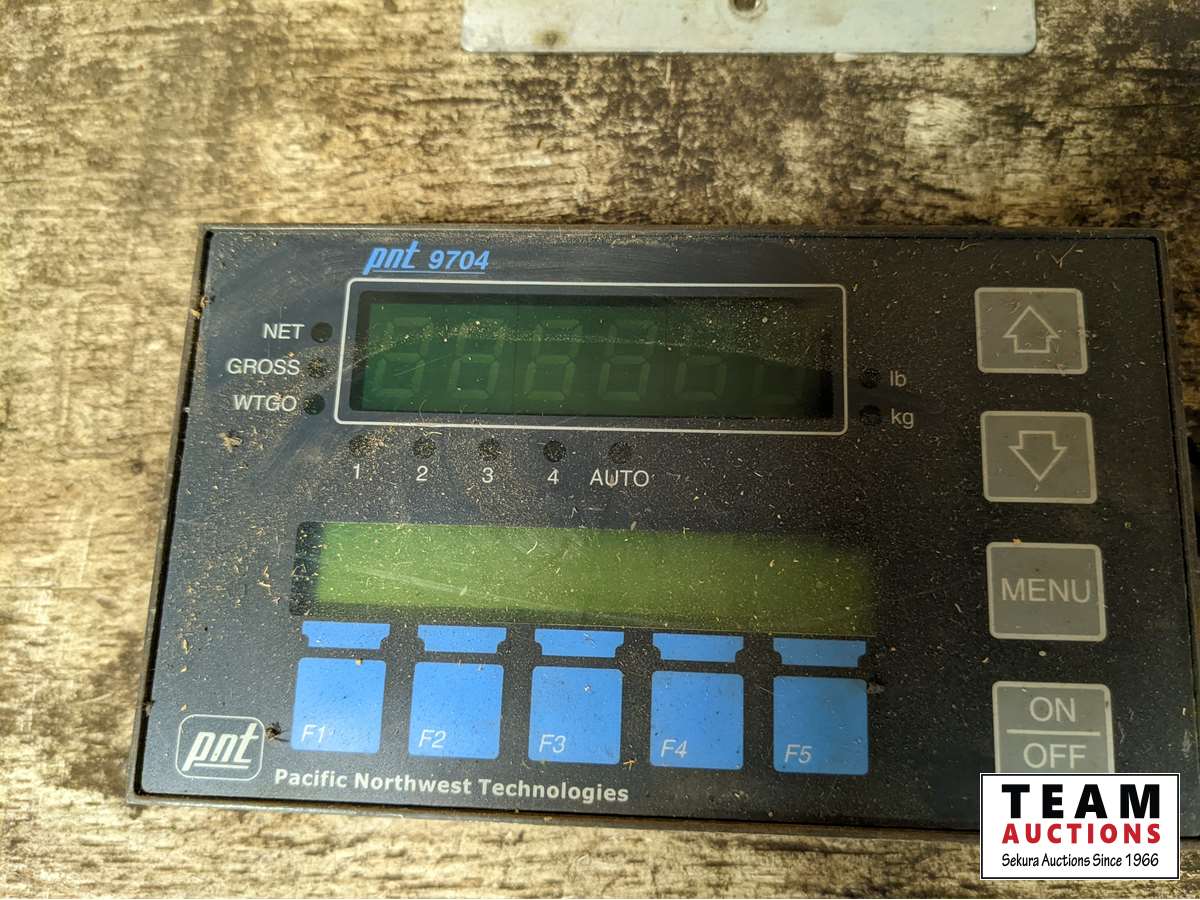 pnt 9704
NET
GROSS
WTGO
lb
kg
1 2 3 4 AUTO
MENU
ON
OFF
F1 F2 F3 F4 F5
pnt
Pacific Northwest Technologies
TEAM
AUCTIONS
Sekura Auctions Since 1966